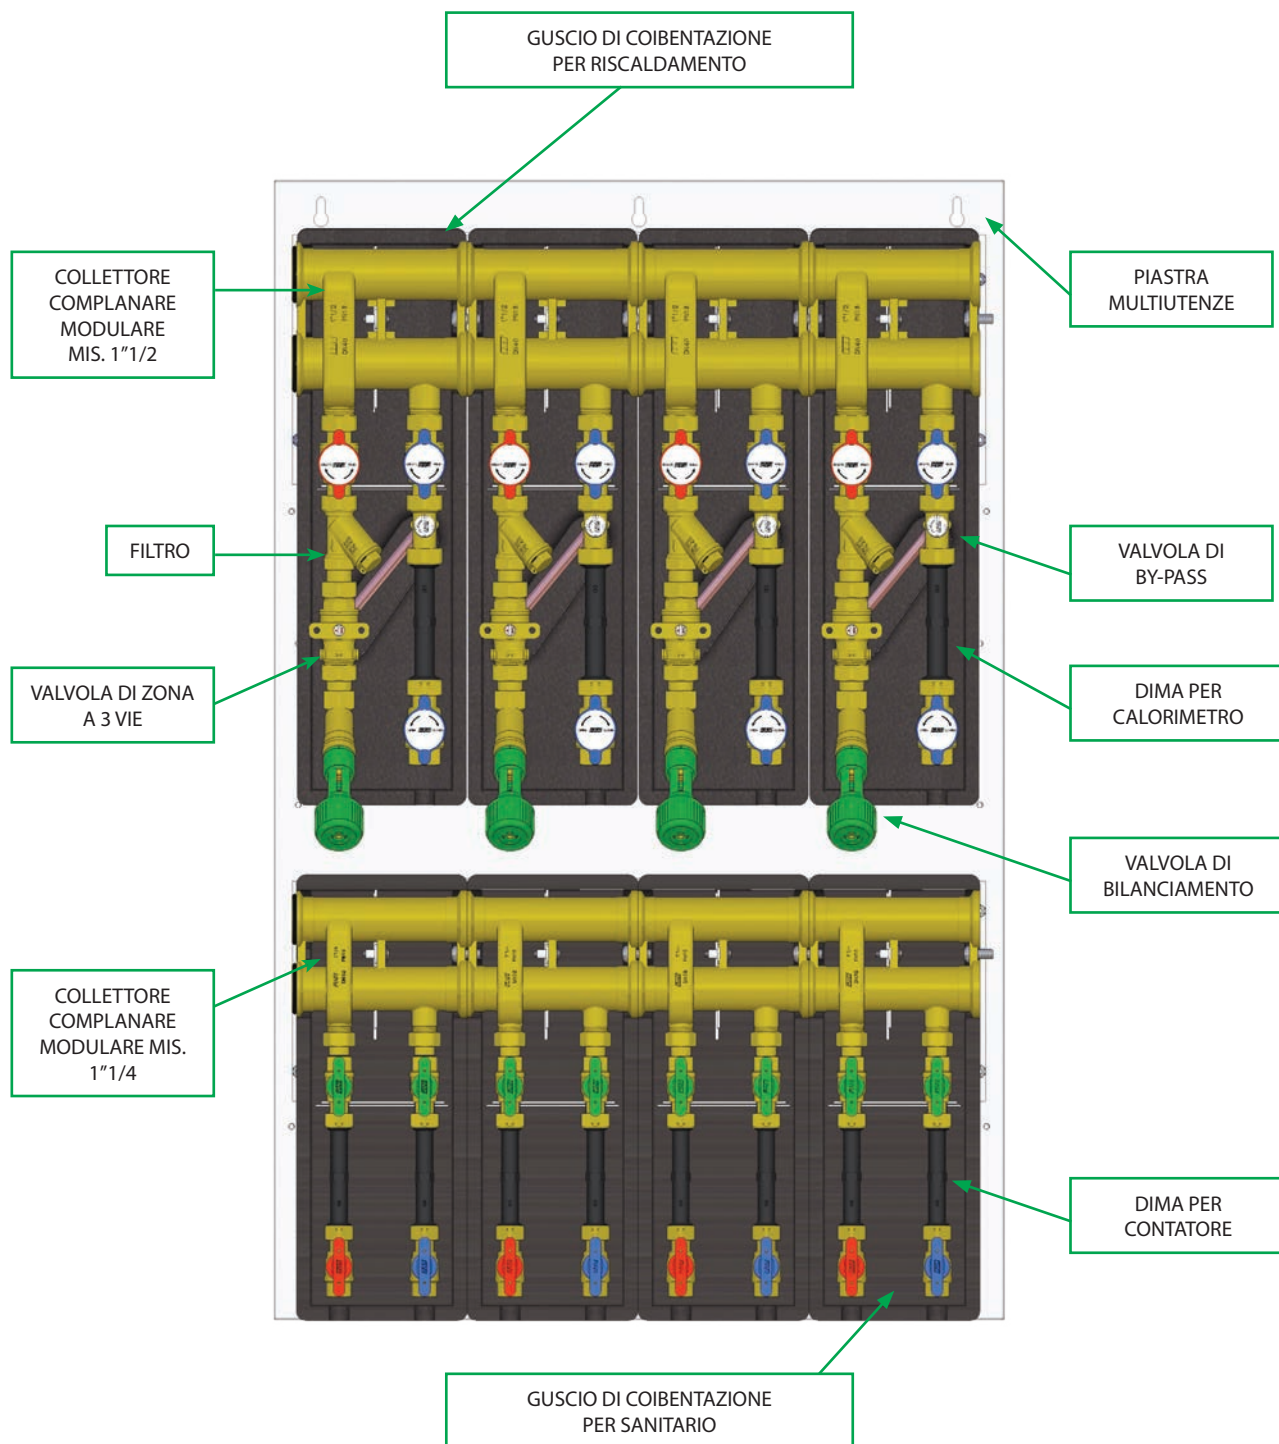 GUSCIO DI COIBENTAZIONE
PER RISCALDAMENTO
COLLETTORE
COMPLANARE
MODULARE
MIS. 1”1/2
PIASTRA
MULTIUTENZE
FILTRO
VALVOLA DI
BY-PASS
VALVOLA DI ZONA
A 3 VIE
DIMA PER
CALORIMETRO
VALVOLA DI
BILANCIAMENTO
COLLETTORE
COMPLANARE
MODULARE MIS.
1”1/4
DIMA PER
CONTATORE
GUSCIO DI COIBENTAZIONE
PER SANITARIO